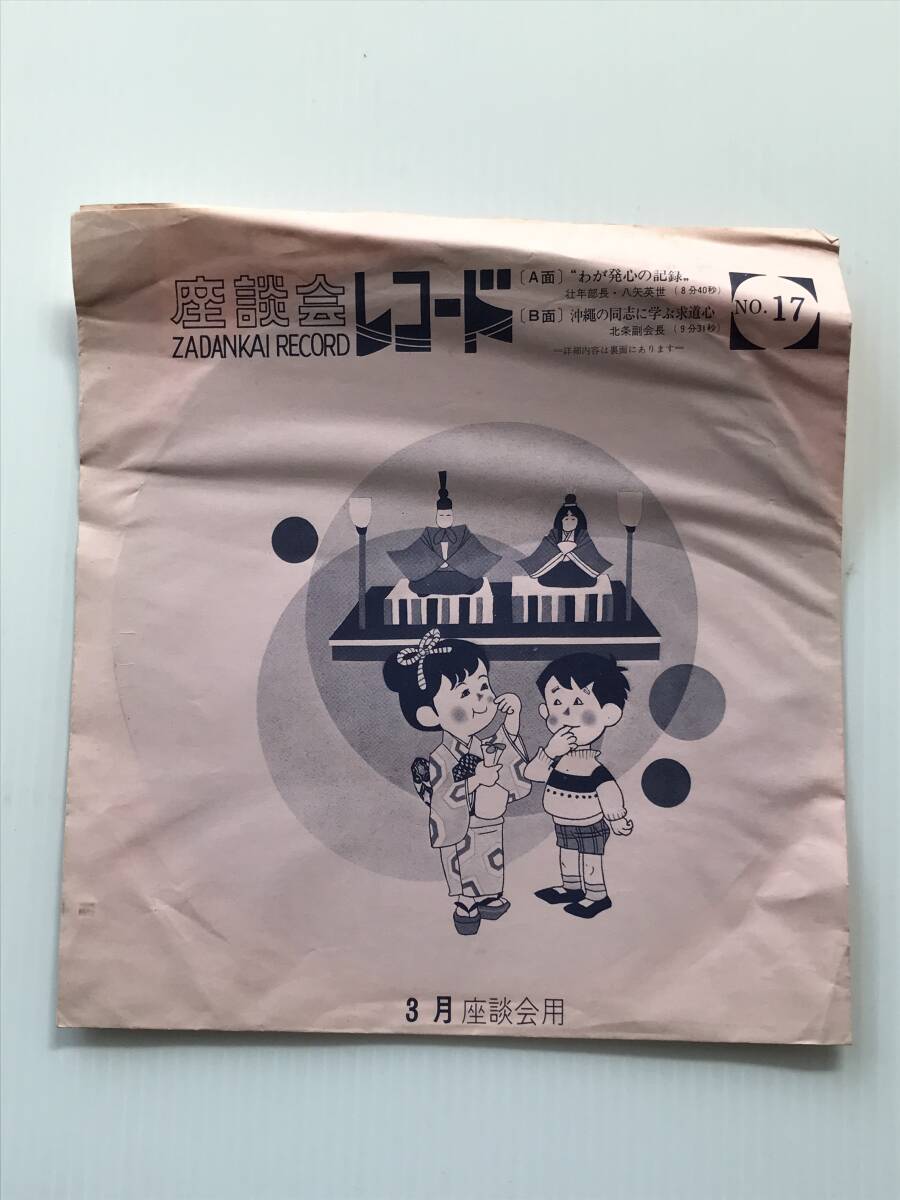 座談会レコード
ZADANKAI RECORD
〔A面〕“わが発心の記録„
壮年部長・八矢英世（8分40秒）
〔B面〕沖縄の同志に学ぶ求道心
北条副会長（9分31秒）
―詳細内容は裏面にあります―
NO. 17
3月座談会用